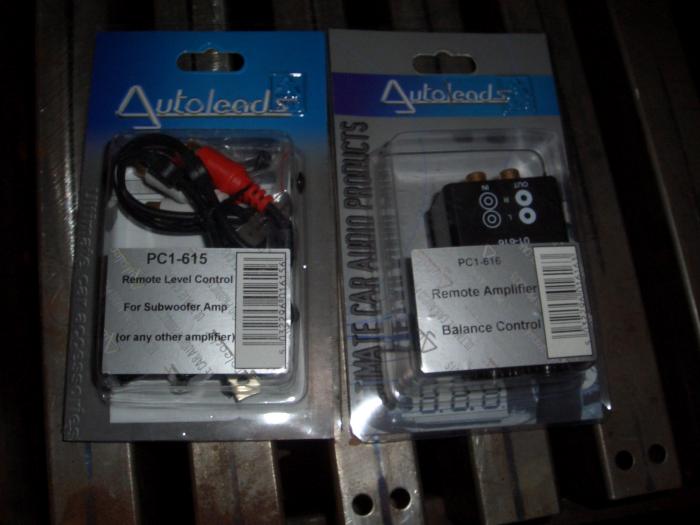 Autoleads
PC1-615
Remote Level Control
For Subwoofer Amp
(or any other amplifier)
Autoleads
TIMATE CAR AUDIO PRODUCTS
OUT
IN
R
L
PC1-616
Remote Amplifier
Balance Control